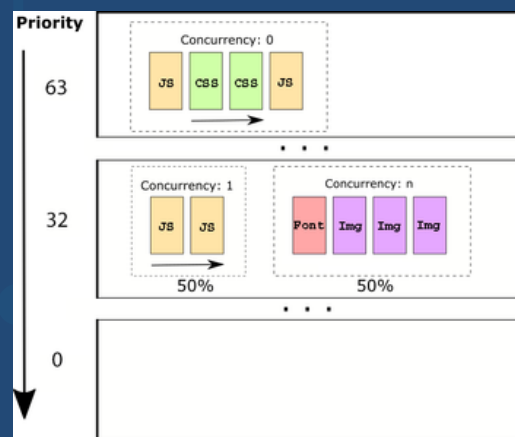 Priority
63
Concurrency: 0
JS CSS CSS JS
. . .
32
Concurrency: 1
JS JS
50%
Concurrency: n
Font Img Img Img
50%
. . .
0